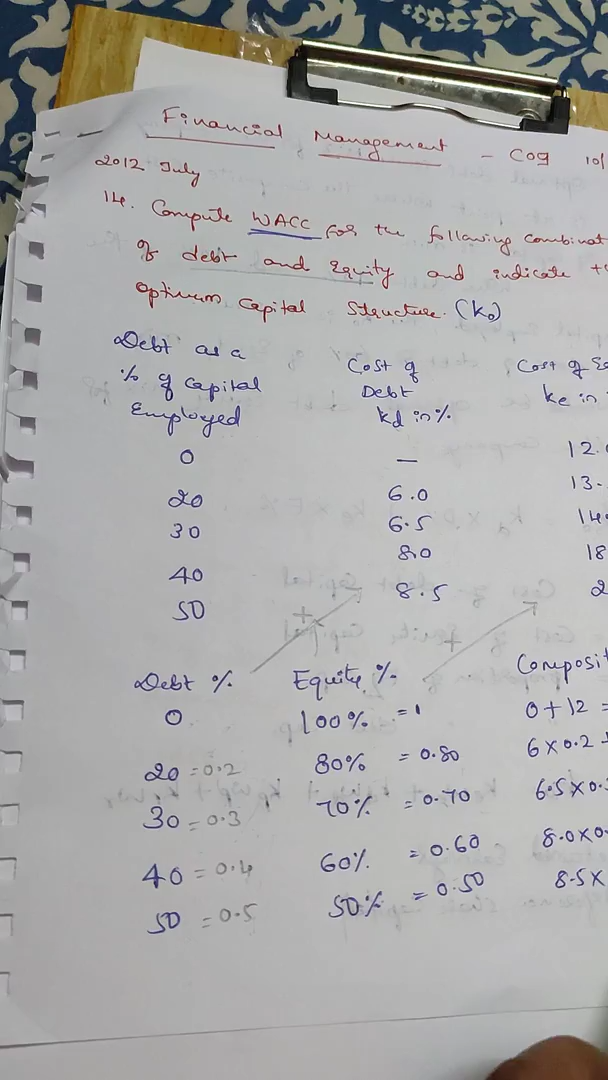 Financial Management - C09 10/
2012 July
14. Compute WACC for the following Combinat
of debt and Equity and indicate t
optimum Capital Structure. (Ko)
Debt as a Cost of Cost of E
% of Capital Debt ke in
Employed kd in %
0 — 12.
20 6.0 13.
30 6.5 14.
40 8.0 18
50 8.5 2
Debt % Equity % Composit
0 100% = 1 0+12 =
20 = 0.2 80% = 0.80 6×0.2 +
30 = 0.3 70% = 0.70 6.5×0.
40 = 0.4 60% = 0.60 8.0×0.
50 = 0.5 50% = 0.50 8.5×